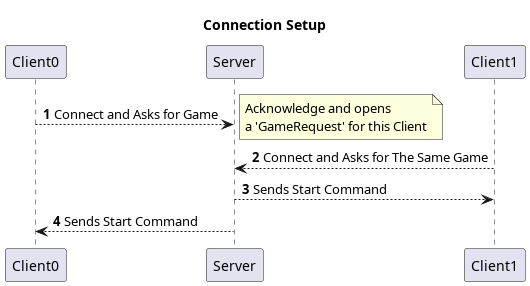 Connection Setup
Client0
Server
Client1
1 Connect and Asks for Game
Acknowledge and opens
a 'GameRequest' for this Client
2 Connect and Asks for The Same Game
3 Sends Start Command
4 Sends Start Command
Client0
Server
Client1